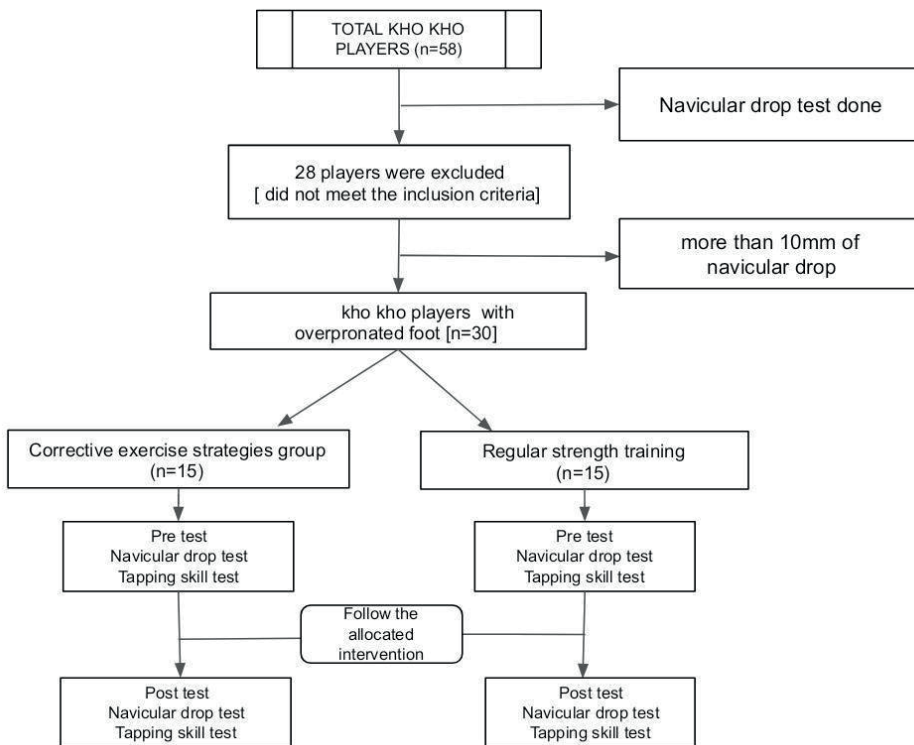 TOTAL KHO KHO
PLAYERS (n=58)
Navicular drop test done
28 players were excluded
[ did not meet the inclusion criteria]
more than 10mm of
navicular drop
kho kho players with
overpronated foot [n=30]
Corrective exercise strategies group
(n=15)
Regular strength training
(n=15)
Pre test
Navicular drop test
Tapping skill test
Pre test
Navicular drop test
Tapping skill test
Follow the
allocated
intervention
Post test
Navicular drop test
Tapping skill test
Post test
Navicular drop test
Tapping skill test